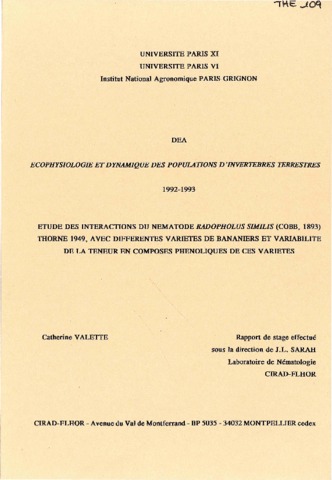 THE 109
UNIVERSITE PARIS XI
UNIVERSITE PARIS VI
Institut National Agronomique PARIS GRIGNON
DEA
ECOPHYSIOLOGIE ET DYNAMIQUE DES POPULATIONS D'INVERTEBRES TERRESTRES
1992-1993
ETUDE DES INTERACTIONS DU NEMATODE RADOPHOLUS SIMILIS (COBB, 1893)
THORNE 1949, AVEC DIFFERENTES VARIETES DE BANANIERS ET VARIABILITE
DE LA TENEUR EN COMPOSES PHENOLIQUES DE CES VARIETES
Catherine VALETTE
Rapport de stage effectué
sous la direction de J.L. SARAH
Laboratoire de Nématologie
CIRAD-FLHOR
CIRAD-FLHOR - Avenue du Val de Montferrand - BP 5035 - 34032 MONTPELLIER cedex